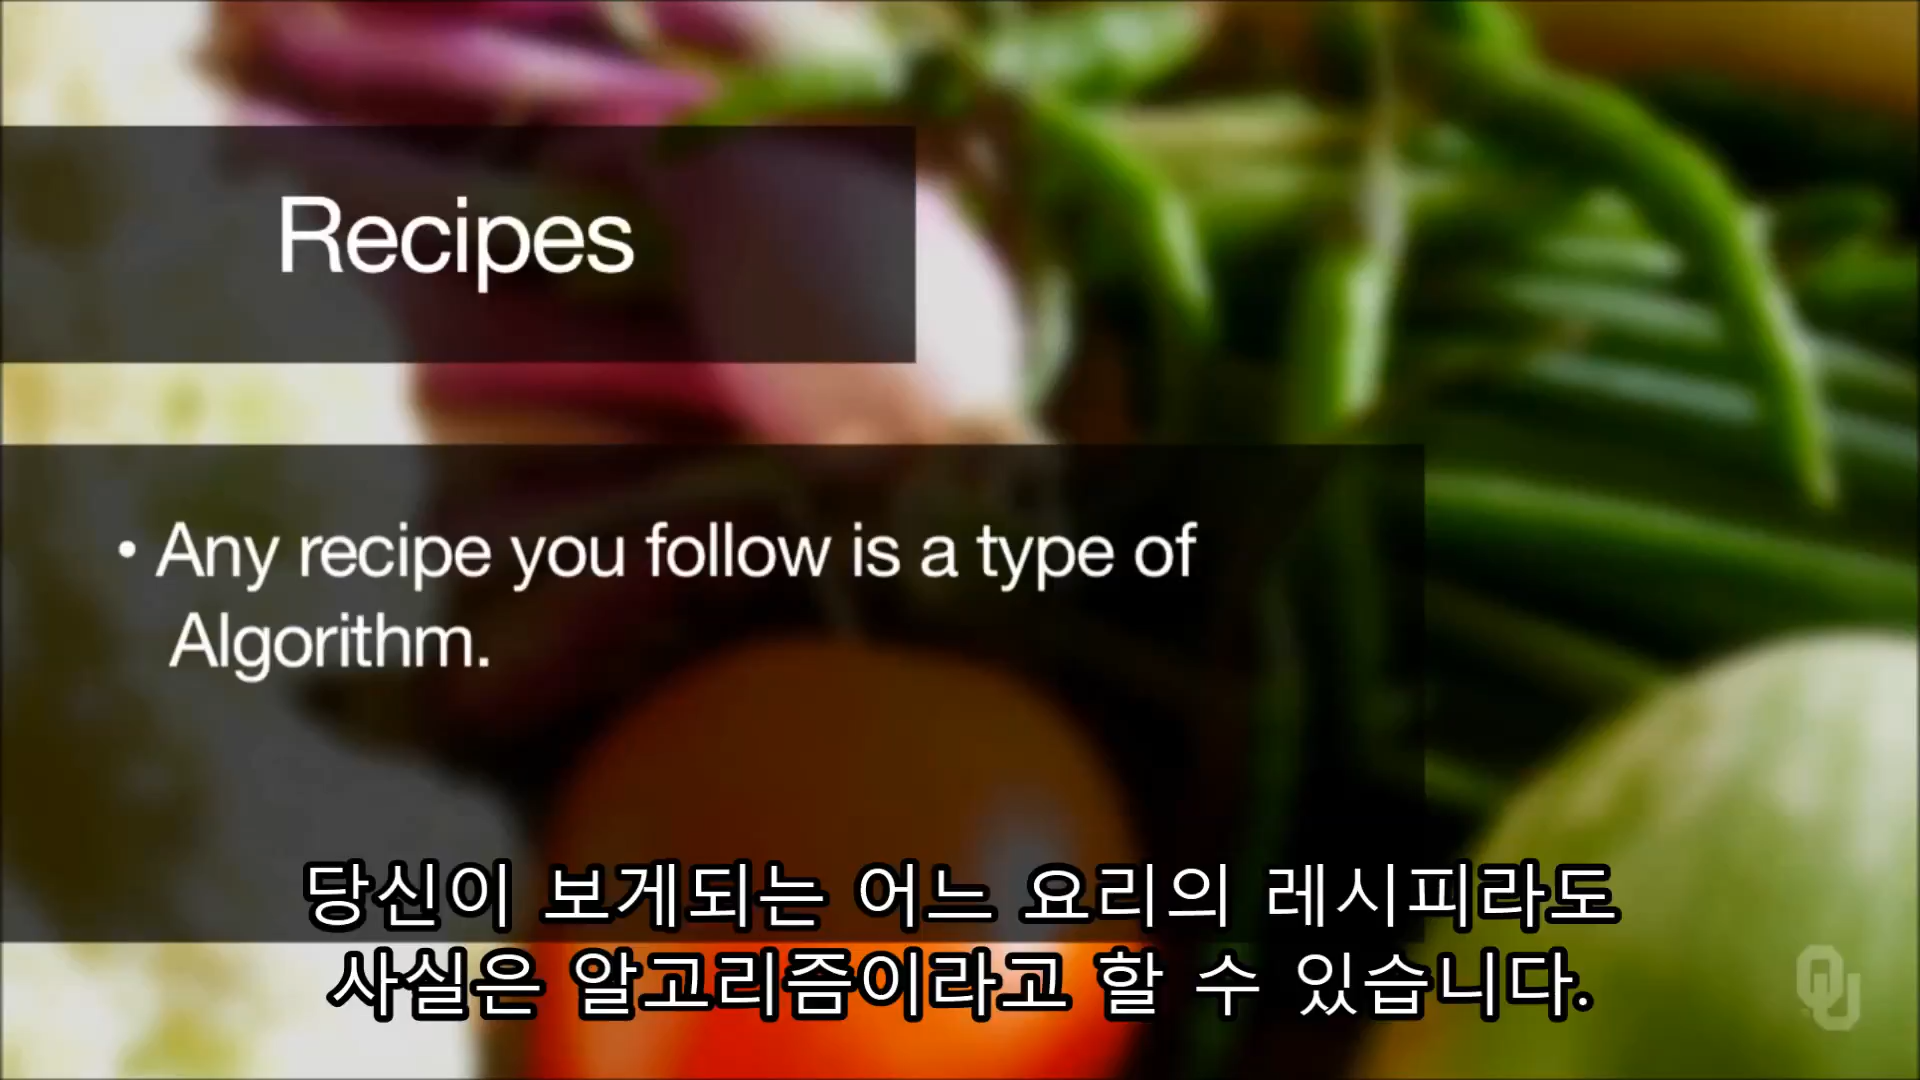 Recipes
• Any recipe you follow is a type of
Algorithm.
당신이 보게되는 어느 요리의 레시피라도
사실은 알고리즘이라고 할 수 있습니다.
OU